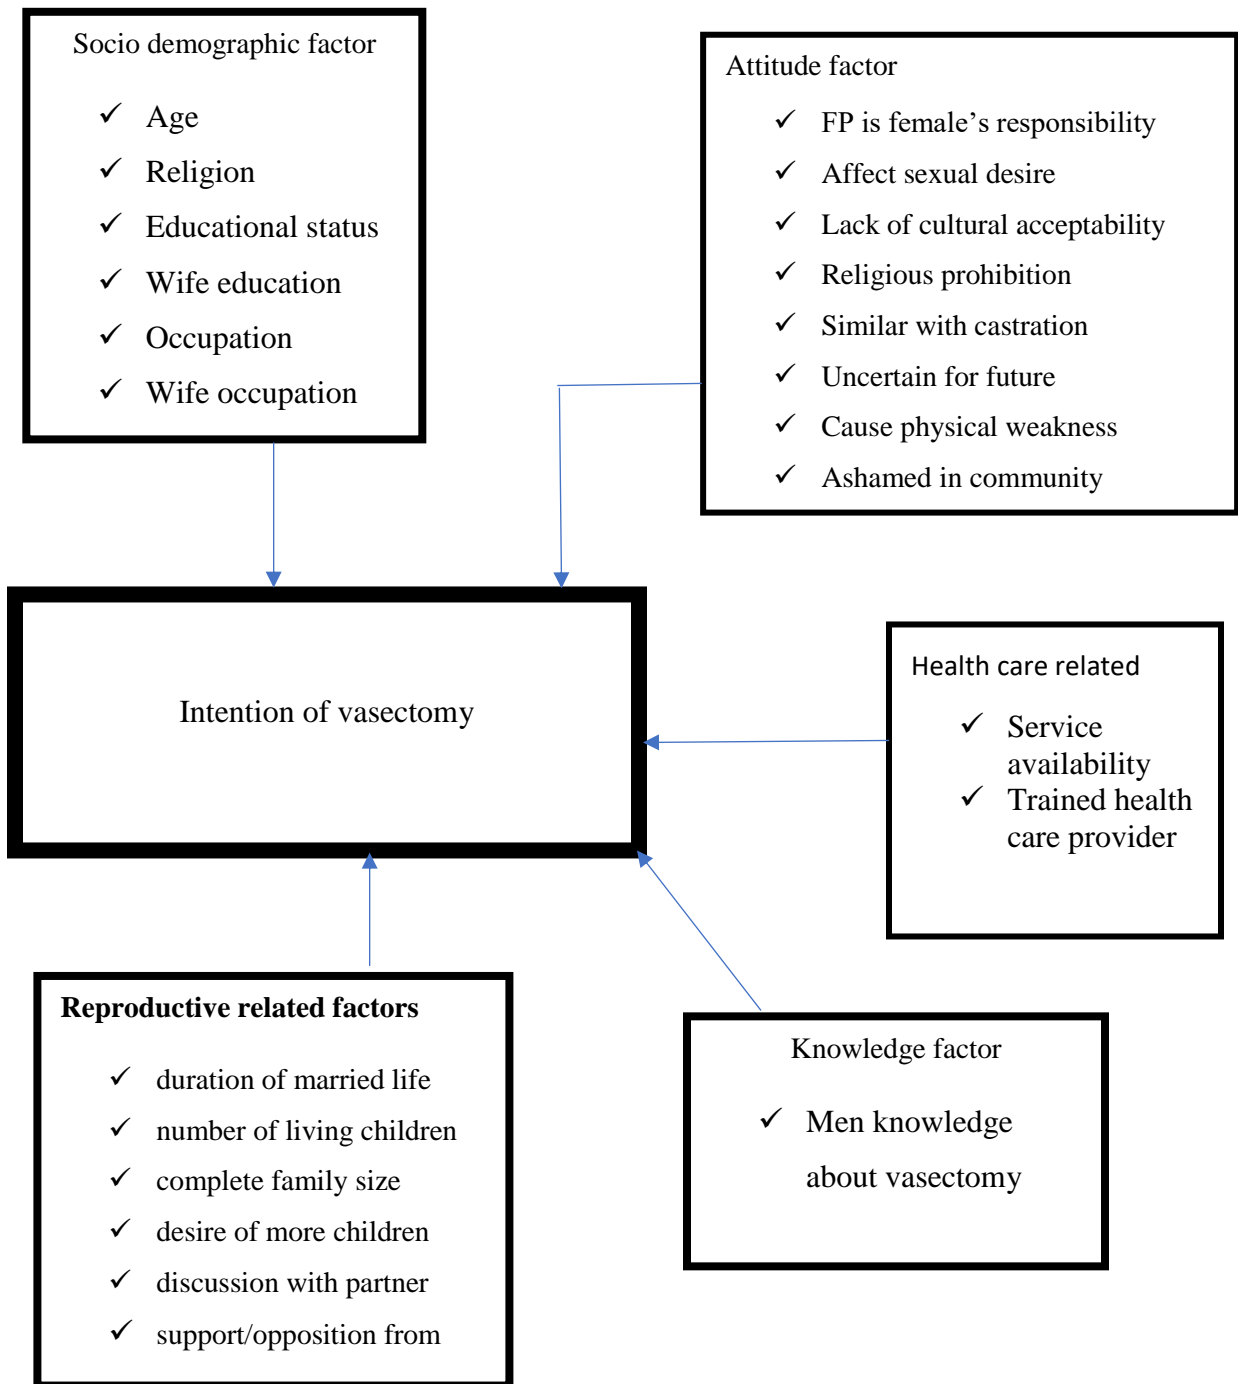 Socio demographic factor
✓ Age
✓ Religion
✓ Educational status
✓ Wife education
✓ Occupation
✓ Wife occupation
Attitude factor
✓ FP is female’s responsibility
✓ Affect sexual desire
✓ Lack of cultural acceptability
✓ Religious prohibition
✓ Similar with castration
✓ Uncertain for future
✓ Cause physical weakness
✓ Ashamed in community
Intention of vasectomy
Health care related
✓ Service
availability
✓ Trained health
care provider
Reproductive related factors
✓ duration of married life
✓ number of living children
✓ complete family size
✓ desire of more children
✓ discussion with partner
✓ support/opposition from
Knowledge factor
✓ Men knowledge
about vasectomy